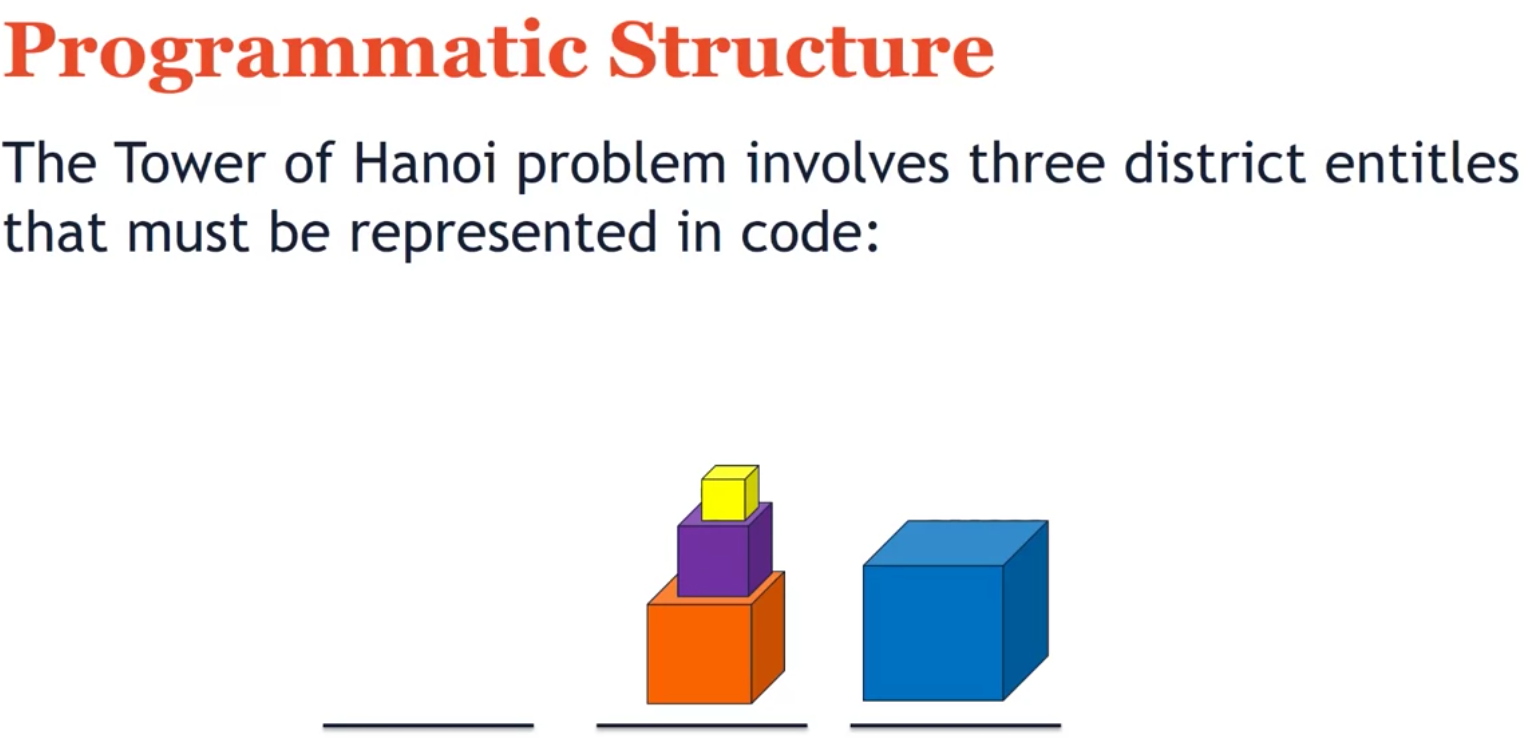 Programmatic Structure
The Tower of Hanoi problem involves three district entitles
that must be represented in code: